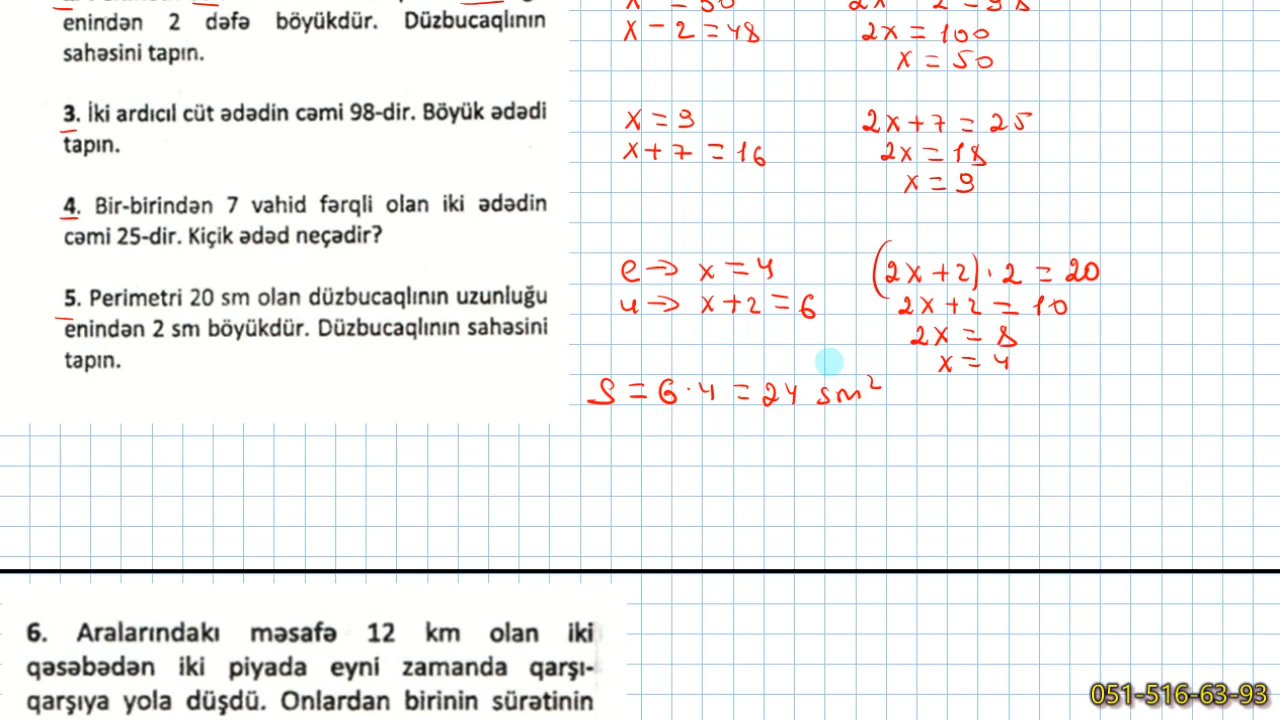 enindən 2 dəfə böyükdür. Düzbucaqlının
sahəsini tapın.
3. İki ardıcıl cüt ədədin cəmi 98-dir. Böyük ədədi
tapın.
4. Bir-birindən 7 vahid fərqli olan iki ədədin
cəmi 25-dir. Kiçik ədəd neçədir?
5. Perimetri 20 sm olan düzbucaqlının uzunluğu
enindən 2 sm böyükdür. Düzbucaqlının sahəsini
tapın.
x - 2 = 48
2x = 100
x = 50
x = 9
x + 7 = 16
2x + 7 = 25
2x = 18
x = 9
e → x = 4
u → x + 2 = 6
(2x + 2) · 2 = 20
2x + 2 = 10
2x = 8
x = 4
S = 6 · 4 = 24 sm²
6. Aralarındakı məsafə 12 km olan iki
qəsəbədən iki piyada eyni zamanda qarşı-
qarşıya yola düşdü. Onlardan birinin sürətinin
051-516-63-93